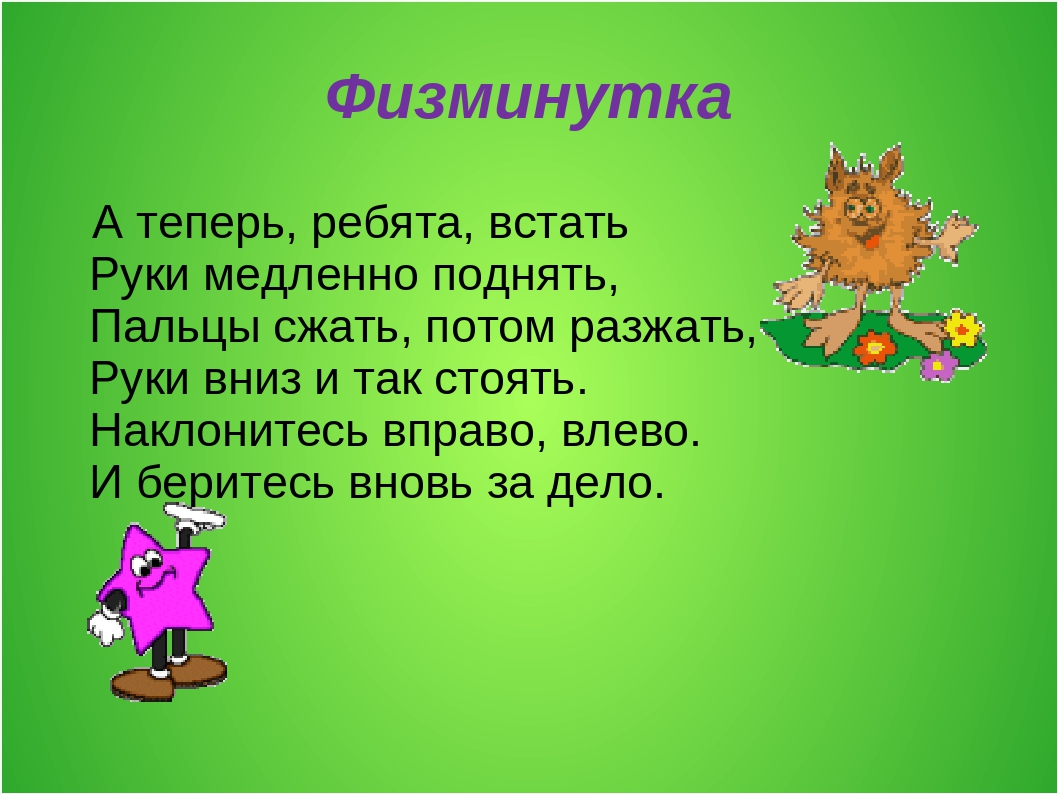 Физминутка
А теперь, ребята, встать
Руки медленно поднять,
Пальцы сжать, потом разжать,
Руки вниз и так стоять.
Наклонитесь вправо, влево.
И беритесь вновь за дело.